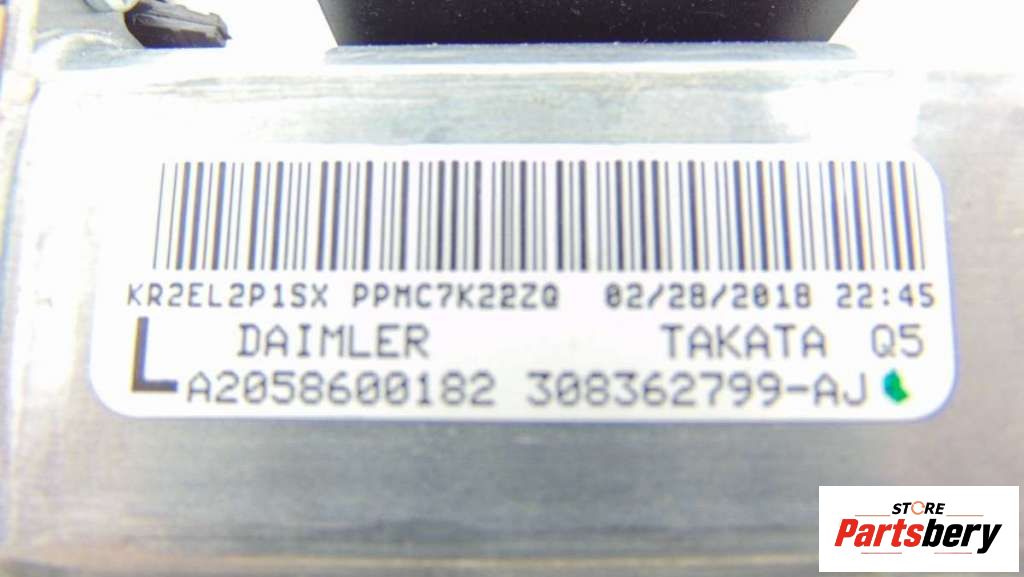 KR2EL2P1SX PPMC7K22ZQ 02/28/2018 22:45
L DAIMLER TAKATA Q5
A2058600182 308362799-AJ
STORE
Partsbery